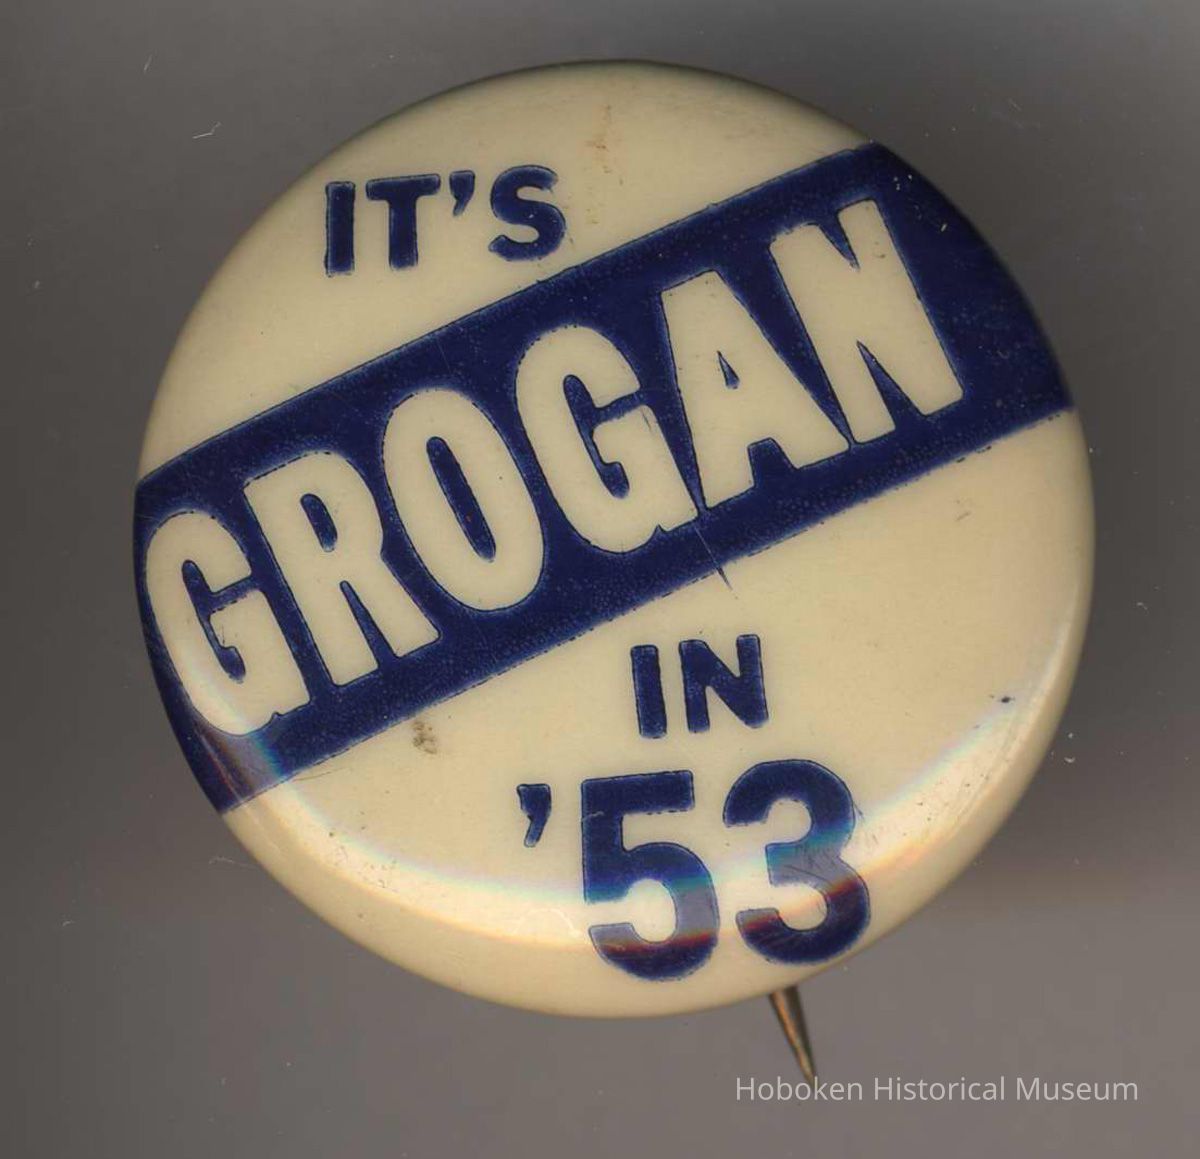 IT'S
GROGAN
IN
'53
Hoboken Historical Museum